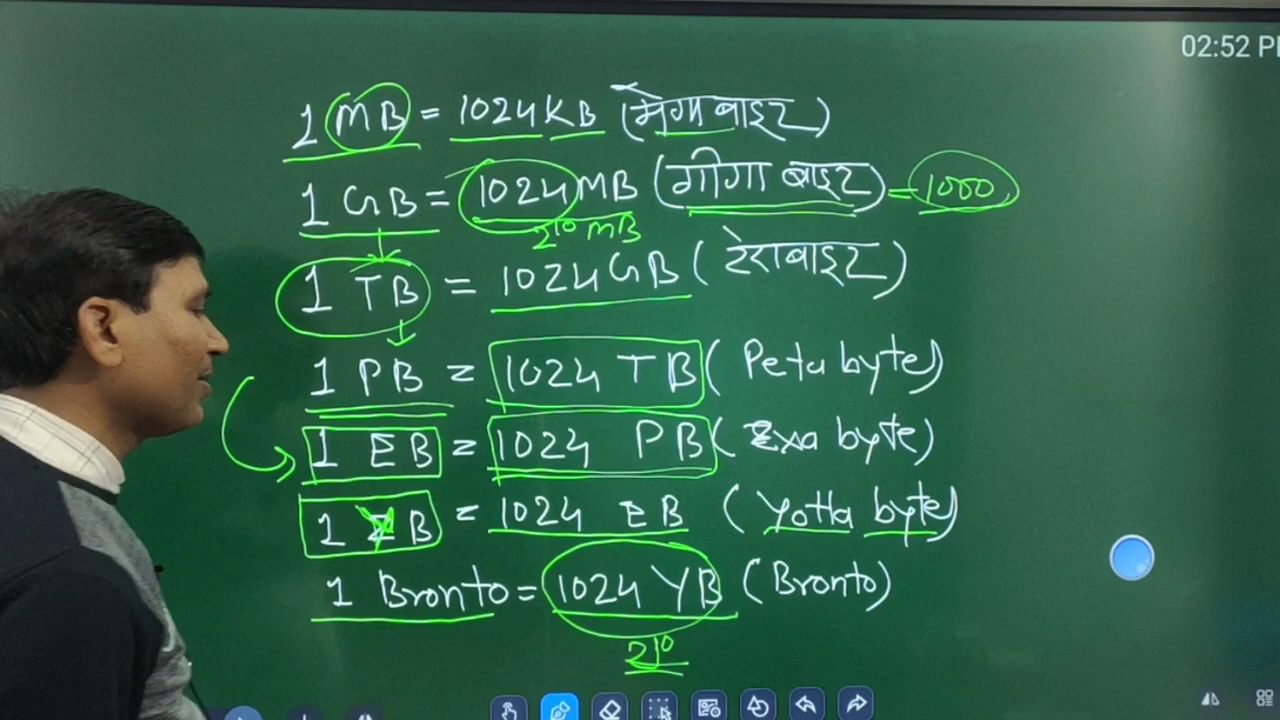 02:52 P
1 MB = 1024 KB (मेगा बाइट)
1 GB = 1024 MB (गीगा बाइट) = 1000
2¹⁰ MB
1 TB = 1024 GB (टेराबाइट)
1 PB = 1024 TB (Peta byte)
1 EB = 1024 PB (Exa byte)
1 YB = 1024 EB (Yotta byte)
1 Bronto = 1024 YB (Bronto)
2¹⁰